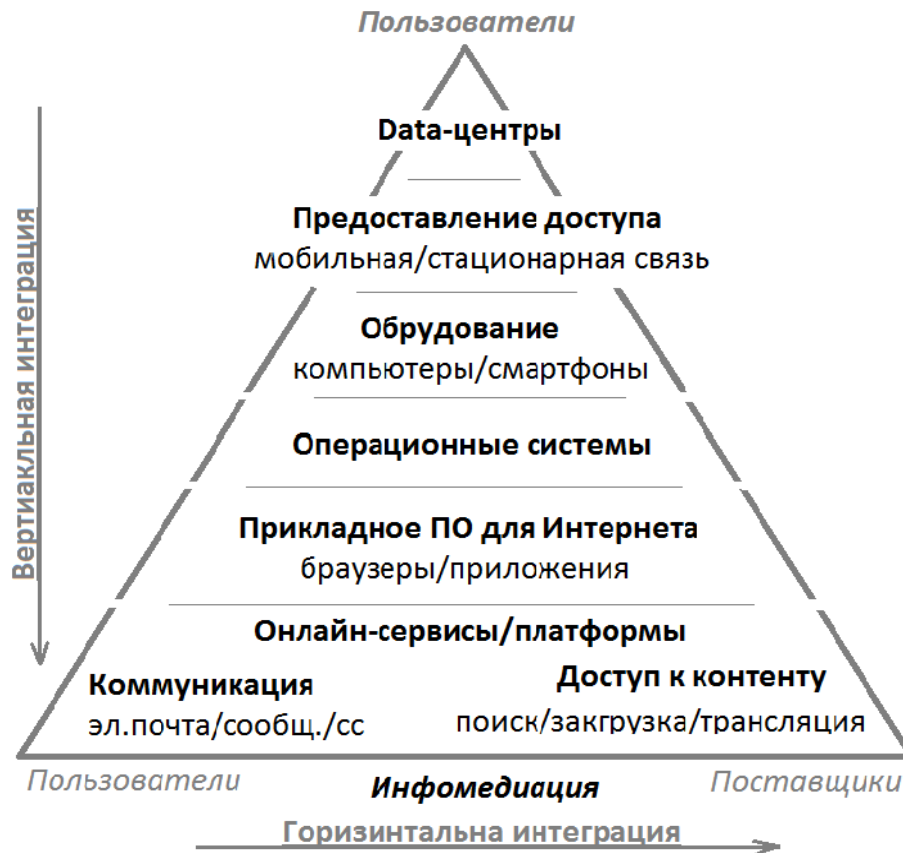 Пользователи
Data-центры
Предоставление доступа
мобильная/стационарная связь
Обрудование
компьютеры/смартфоны
Операционные системы
Прикладное ПО для Интернета
браузеры/приложения
Онлайн-сервисы/платформы
Коммуникация
эл.почта/сообщ./сс
Доступ к контенту
поиск/закгрузка/трансляция
Вертиакльная интеграция
Пользователи
Инфомедиация
Поставщики
Горизинтальна интеграция